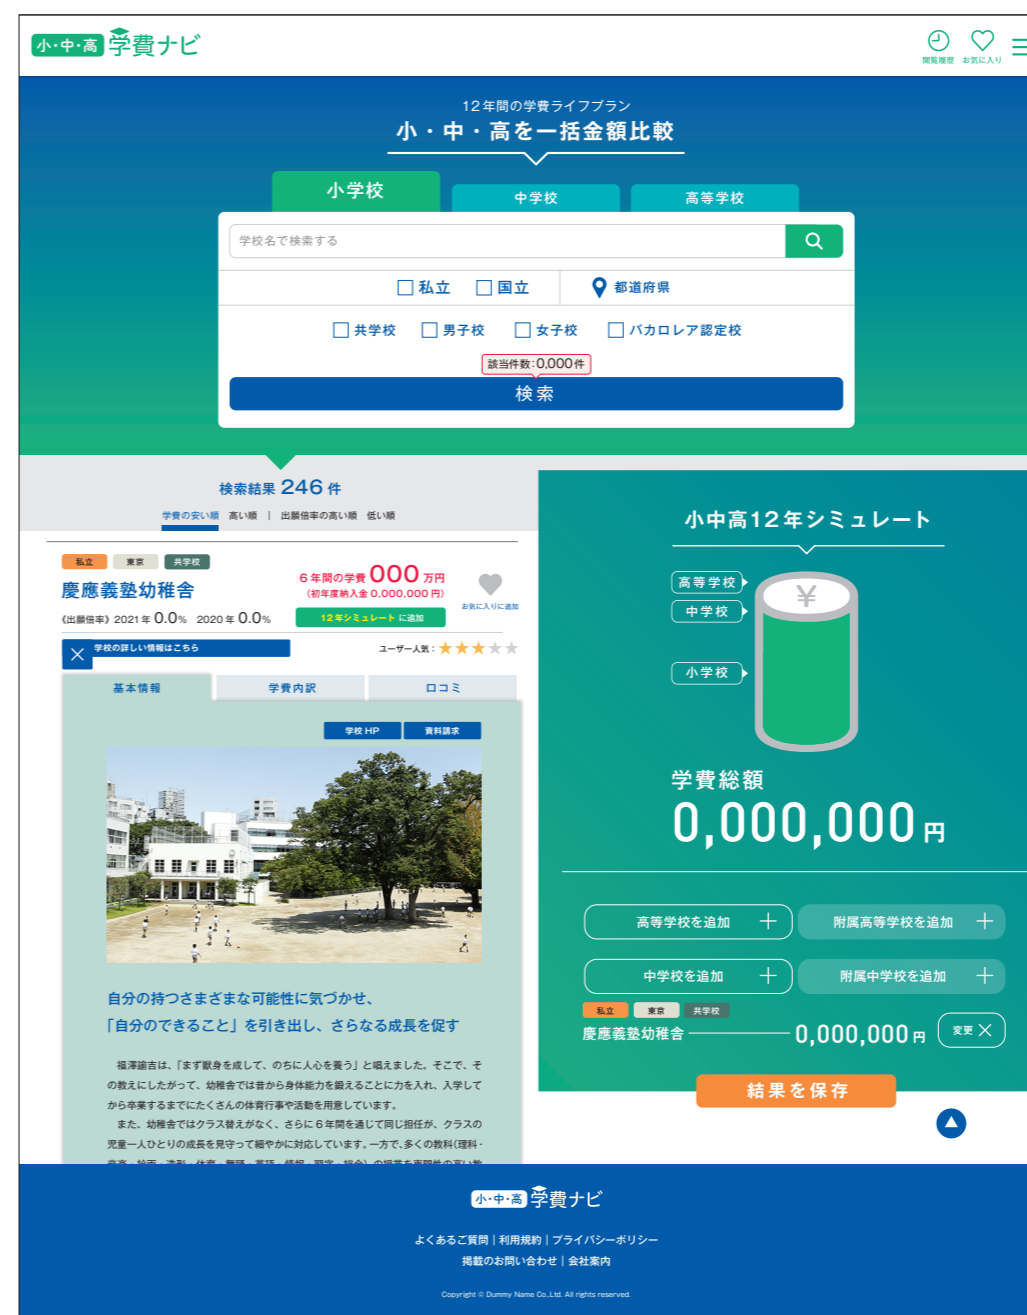 小・中・高 学費ナビ
閲覧履歴 お気に入り
12年間の学費ライフプラン
小・中・高を一括金額比較
小学校 中学校 高等学校
学校名で検索する
私立 国立 都道府県
共学校 男子校 女子校 バカロレア認定校
該当件数:0,000件
検索
検索結果 246 件
学費の安い順 高い順 | 出願倍率の高い順 低い順
私立 東京 共学校
慶應義塾幼稚舎
6年間の学費 000 万円
(初年度納入金 0.000.000 円)
お気に入りに追加
《出願倍率》 2021年 0.0% 2020年 0.0%
12年シミュレート に追加
学校の詳しい情報はこちら
ユーザー人気:★★★★★
基本情報 学費内訳 口コミ
学校 HP 資料請求
自分の持つさまざまな可能性に気づかせ、
「自分のできること」を引き出し、さらなる成長を促す
福澤諭吉は、「まず獣身を成して、のちに人心を養う」と唱えました。そこで、そ
の教えにしたがって、幼稚舎では昔から身体能力を鍛えることに力を入れ、入学して
から卒業するまでにたくさんの体育行事や活動を用意しています。
また、幼稚舎ではクラス替えがなく、さらに6年間を通じて同じ担任が、クラスの
児童一人ひとりの成長を見守って細やかに対応しています。一方で、多くの教科(理科・
小中高12年シミュレート
高等学校
中学校
小学校
¥
学費総額
0,000,000 円
高等学校を追加 + 附属高等学校を追加 +
中学校を追加 + 附属中学校を追加 +
私立 東京 共学校
慶應義塾幼稚舎 0,000,000 円 変更 ×
結果を保存
小・中・高 学費ナビ
よくあるご質問 | 利用規約 | プライバシーポリシー
掲載のお問い合わせ | 会社案内
Copyright © Dummy Name Co.,Ltd. All rights reserved.